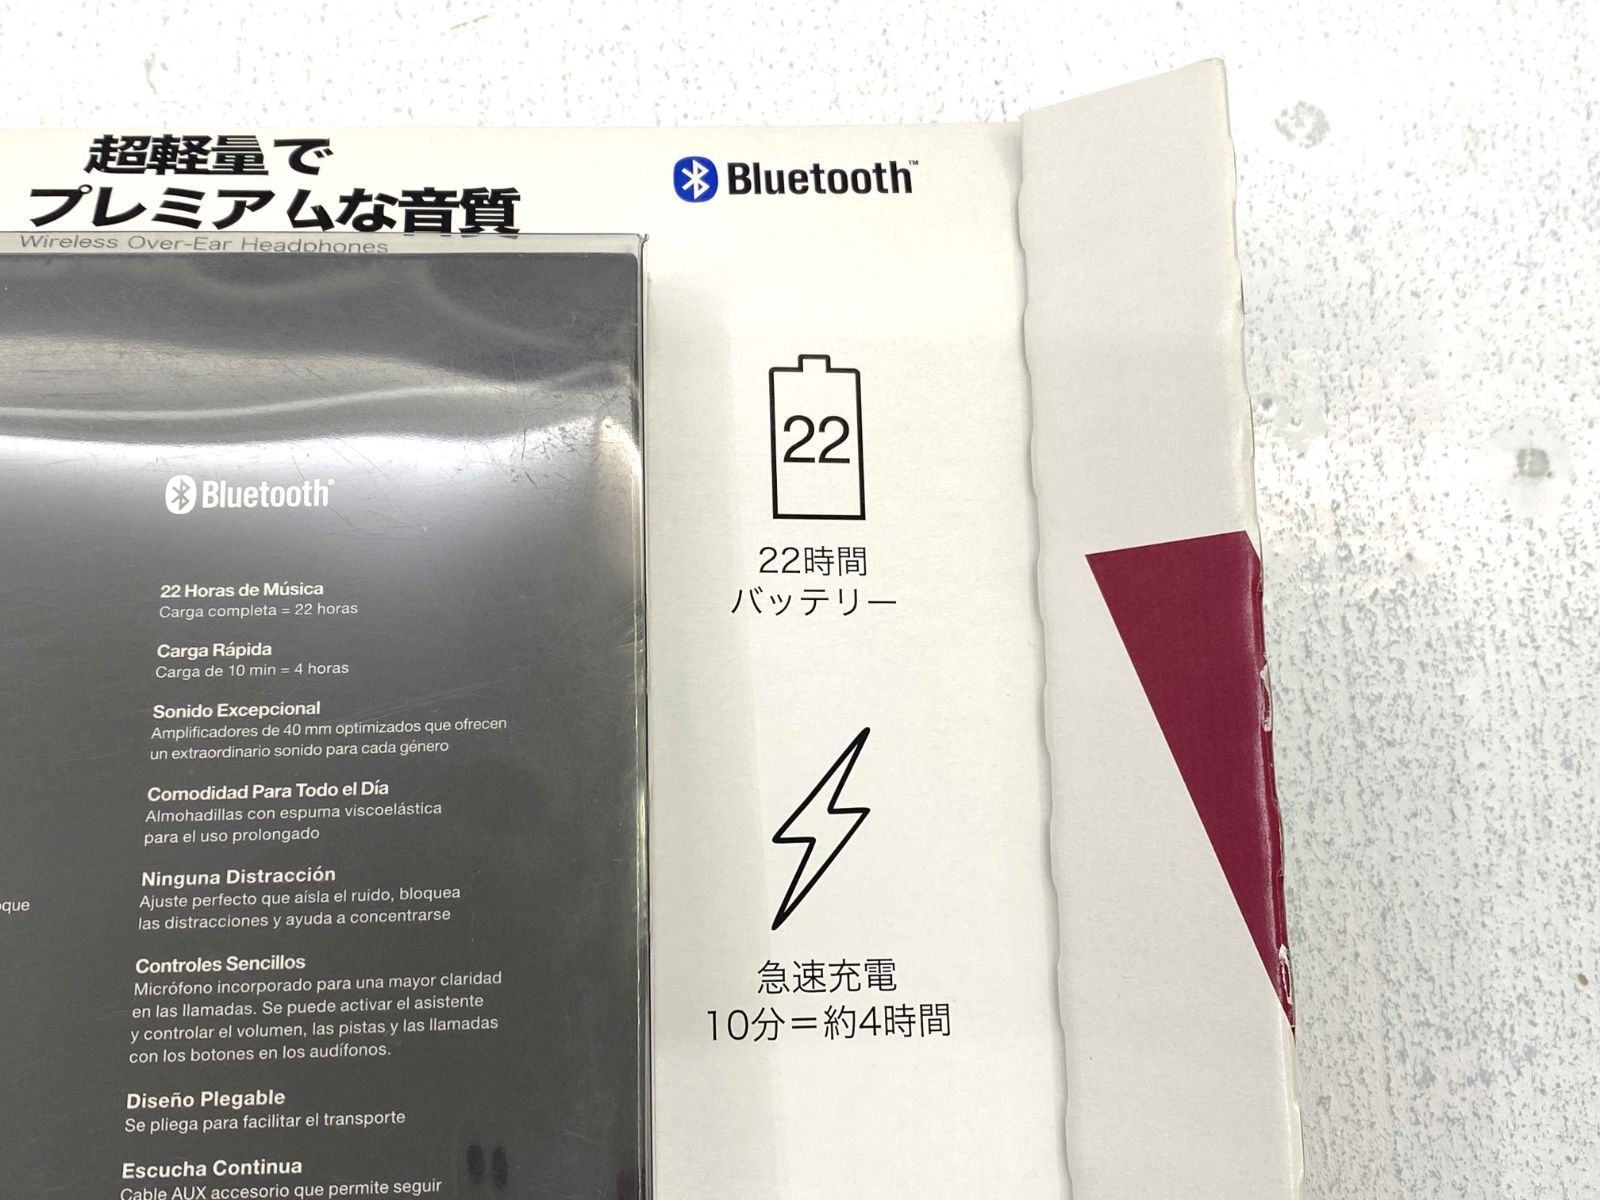 超軽量で
プレミアムな音質
Wireless Over-Ear Headphones
Bluetooth™
22
22時間
バッテリー
急速充電
10分＝約4時間
Bluetooth®
22 Horas de Música
Carga completa = 22 horas
Carga Rápida
Carga de 10 min = 4 horas
Sonido Excepcional
Amplificadores de 40 mm optimizados que ofrecen
un extraordinario sonido para cada género
Comodidad Para Todo el Día
Almohadillas con espuma viscoelástica
para el uso prolongado
Ninguna Distracción
Ajuste perfecto que aísla el ruido, bloquea
las distracciones y ayuda a concentrarse
Controles Sencillos
Micrófono incorporado para una mayor claridad
en las llamadas. Se puede activar el asistente
y controlar el volumen, las pistas y las llamadas
con los botones en los audífonos.
Diseño Plegable
Se pliega para facilitar el transporte
Escucha Continua
Cable AUX accesorio que permite seguir